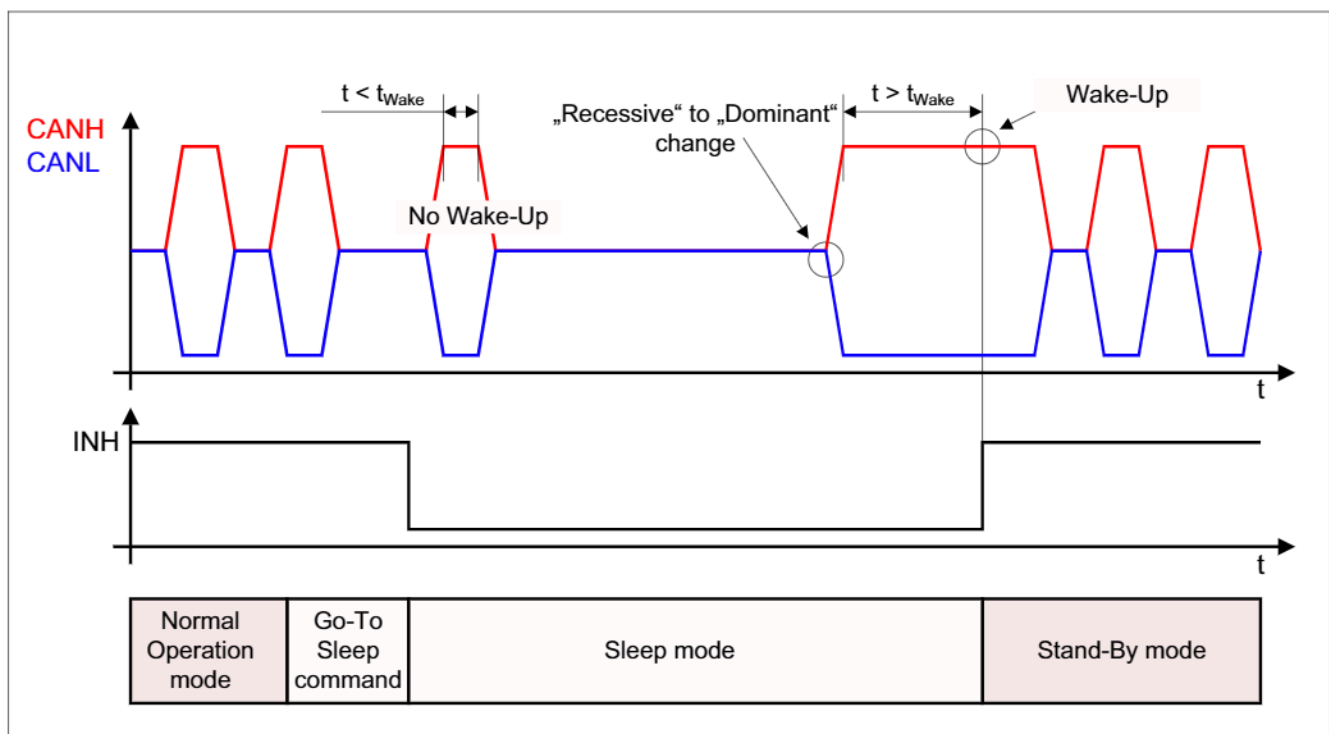 t < tWake
t > tWake
Wake-Up
„Recessive“ to „Dominant“
change
CANH
CANL
No Wake-Up
t
INH
t
Normal
Operation
mode
Go-To
Sleep
command
Sleep mode
Stand-By mode